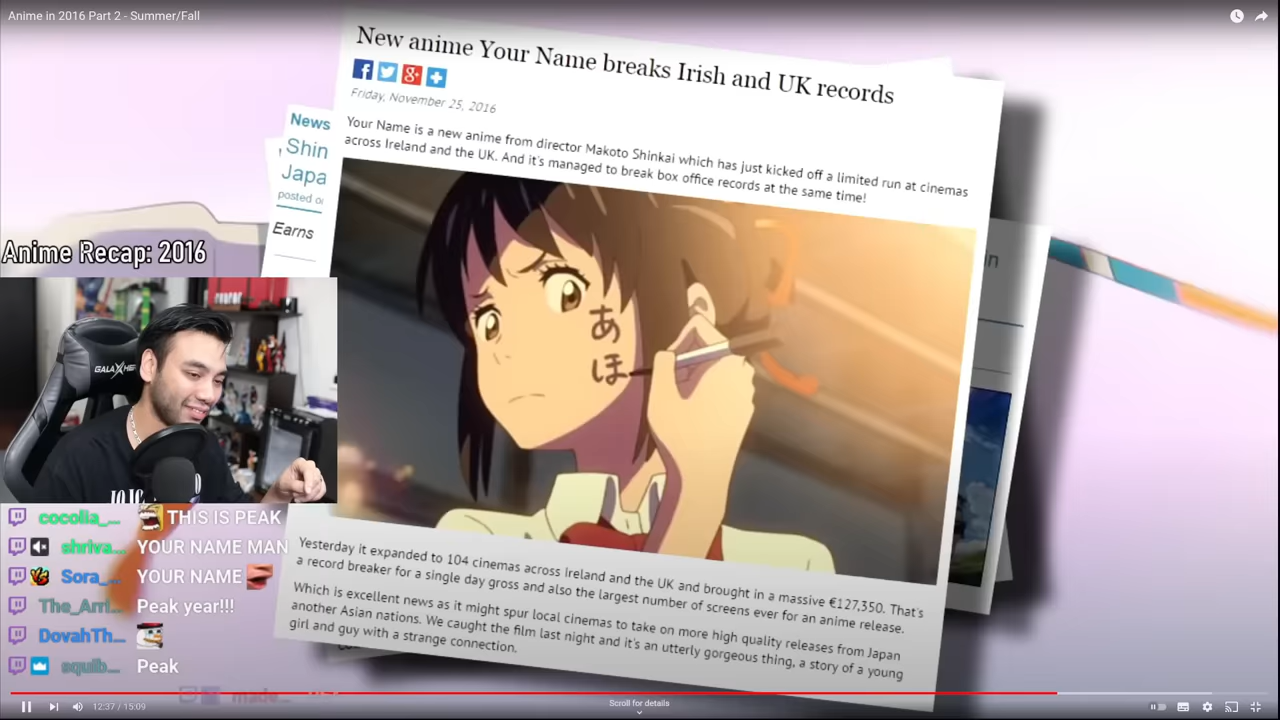 Anime in 2016 Part 2 - Summer/Fall
New anime Your Name breaks Irish and UK records
Friday, November 25, 2016
Your Name is a new anime from director Makoto Shinkai which has just kicked off a limited run at cinemas
across Ireland and the UK. And it's managed to break box office records at the same time!
News
Shin
Japa
posted o
Earns
in
あほ
Anime Recap: 2016
GALAX
cocolla_... THIS IS PEAK
shriva... YOUR NAME MAN
Sora_... YOUR NAME
The_Arri... Peak year!!!
DovahTh...
squib... Peak
made_...
Yesterday it expanded to 104 cinemas across Ireland and the UK and brought in a massive €127,350. That's
a record breaker for a single day gross and also the largest number of screens ever for an anime release.
Which is excellent news as it might spur local cinemas to take on more high quality releases from Japan
another Asian nations. We caught the film last night and it's an utterly gorgeous thing, a story of a young
girl and guy with a strange connection.
12:37 / 15:09
Scroll for details